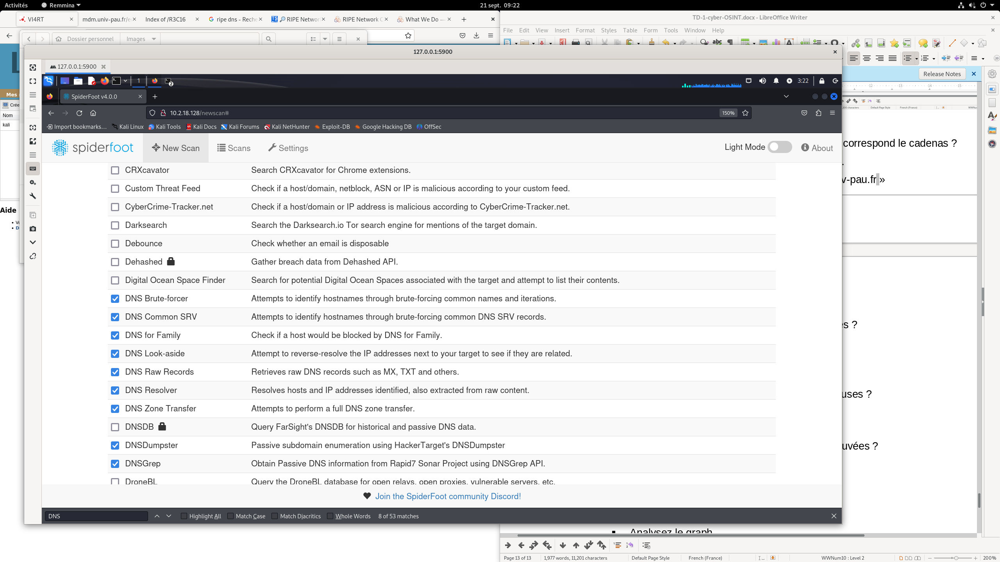 Activités
Remmina
21 sept. 09:22
VI4RT
mdm.univ-pau.fr/e
Index of /R3C16
ripe dns - Reche
RIPE Networ
RIPE Network C
What We Do —
TD-1-cyber-OSINT.docx - LibreOffice Writer
File Edit View Insert Format Styles Table Form Tools Window Help
Dossier personnel
Images
127.0.0.1:5900
127.0.0.1:5900
Release Notes
1
2
3:22
SpiderFoot v4.0.0
10.2.18.128/newscan#
150%
Import bookmarks...
Kali Linux
Kali Tools
Kali Docs
Kali Forums
Kali NetHunter
Exploit-DB
Google Hacking DB
OffSec
Mes
Crée
Nom
kali
Aide
spiderfoot
New Scan
Scans
Settings
Light Mode
About
CRXcavator Search CRXcavator for Chrome extensions.
Custom Threat Feed Check if a host/domain, netblock, ASN or IP is malicious according to your custom feed.
CyberCrime-Tracker.net Check if a host/domain or IP address is malicious according to CyberCrime-Tracker.net.
Darksearch Search the Darksearch.io Tor search engine for mentions of the target domain.
Debounce Check whether an email is disposable
Dehashed Gather breach data from Dehashed API.
Digital Ocean Space Finder Search for potential Digital Ocean Spaces associated with the target and attempt to list their contents.
DNS Brute-forcer Attempts to identify hostnames through brute-forcing common names and iterations.
DNS Common SRV Attempts to identify hostnames through brute-forcing common DNS SRV records.
DNS for Family Check if a host would be blocked by DNS for Family.
DNS Look-aside Attempt to reverse-resolve the IP addresses next to your target to see if they are related.
DNS Raw Records Retrieves raw DNS records such as MX, TXT and others.
DNS Resolver Resolves hosts and IP addresses identified, also extracted from raw content.
DNS Zone Transfer Attempts to perform a full DNS zone transfer.
DNSDB Query FarSight's DNSDB for historical and passive DNS data.
DNSDumpster Passive subdomain enumeration using HackerTarget's DNSDumpster
DNSGrep Obtain Passive DNS information from Rapid7 Sonar Project using DNSGrep API.
DroneBL Query the DroneBL database for open relays, open proxies, vulnerable servers, etc.
Join the SpiderFoot community Discord!
DNS
Highlight All
Match Case
Match Diacritics
Whole Words
8 of 53 matches
12 13 14 15
200 characters Default Page Style French (France)
correspond le cadenas ?
v-pau.fr »
es ?
uses ?
uvées ?
Analysez le graph
Page 13 of 13
1,977 words, 11,201 characters
Default Page Style
French (France)
WWNum10 : Level 2
200%